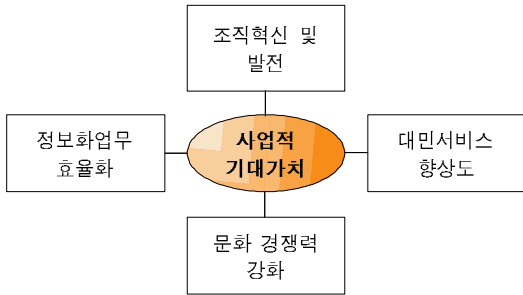 조직혁신 및
발전
정보화업무
효율화
사업적
기대가치
대민서비스
향상도
문화 경쟁력
강화